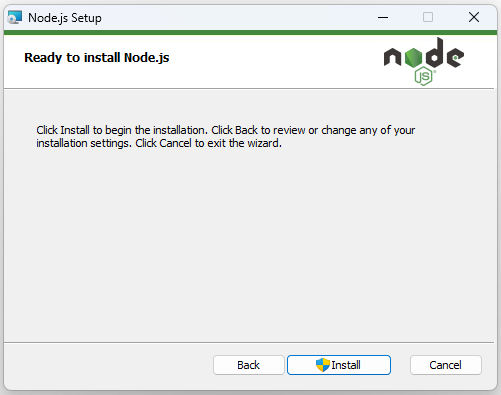 Node.js Setup
Ready to install Node.js
node
JS
Click Install to begin the installation. Click Back to review or change any of your
installation settings. Click Cancel to exit the wizard.
Back
Install
Cancel